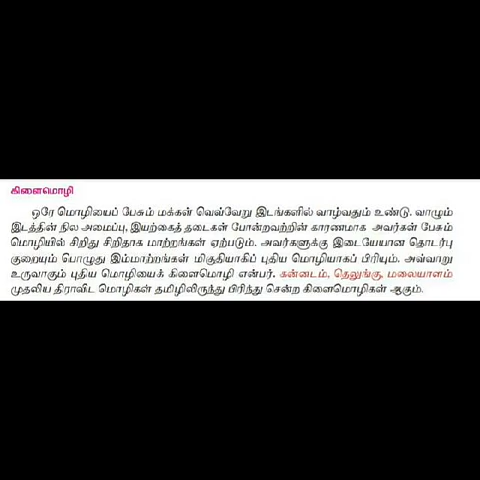 கிளைமொழி
ஒரே மொழியைப் பேசும் மக்கள் வெவ்வேறு இடங்களில் வாழ்வதும் உண்டு. வாழும்
இடத்தின் நில அமைப்பு, இயற்கைத் தடைகள் போன்றவற்றின் காரணமாக அவர்கள் பேசும்
மொழியில் சிறிது சிறிதாக மாற்றங்கள் ஏற்படும். அவர்களுக்கு இடையேயான தொடர்பு
குறையும் பொழுது இம்மாற்றங்கள் மிகுதியாகிப் புதிய மொழியாகப் பிரியும். அவ்வாறு
உருவாகும் புதிய மொழியைக் கிளைமொழி என்பர். கன்னடம், தெலுங்கு, மலையாளம்
முதலிய திராவிட மொழிகள் தமிழிலிருந்து பிரிந்து சென்ற கிளைமொழிகள் ஆகும்.